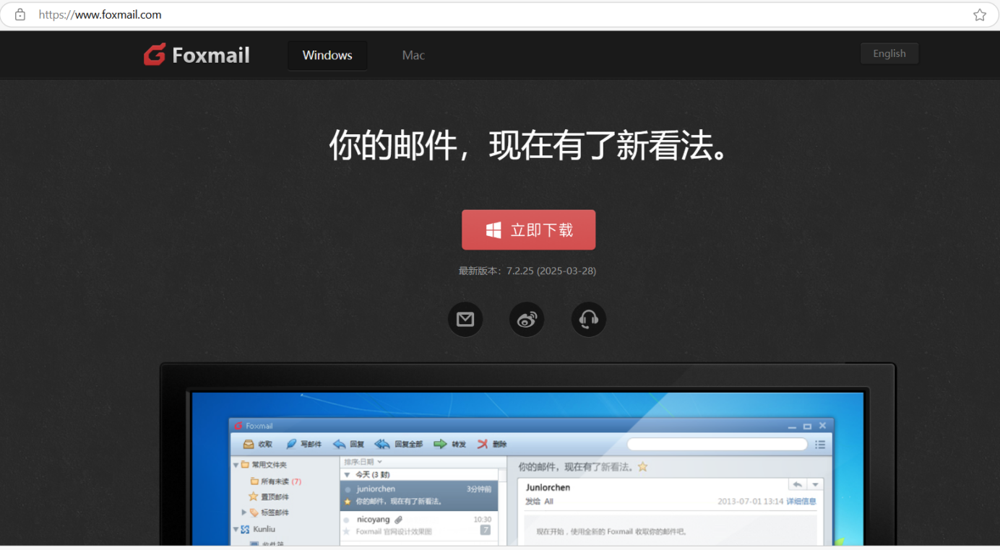 https://www.foxmail.com
Foxmail
Windows
Mac
English
你的邮件，现在有了新看法。
立即下载
最新版本：7.2.25 (2025-03-28)
Foxmail
收取 写邮件 回复 回复全部 转发 删除
常用文件夹
所有未读 (7)
置顶邮件
标签邮件
Kunliu
收件箱
排序:日期
今天 (3 封)
juniorchen 3分钟前
你的邮件，现在有了新看法。
nicoyang 10:30
Foxmail 官网设计效果图 7
你的邮件，现在有了新看法。
Junlorchen
发给 All 2013-07-01 13:14 详细信息
现在开始，使用全新的 Foxmail 收取你的邮件吧。